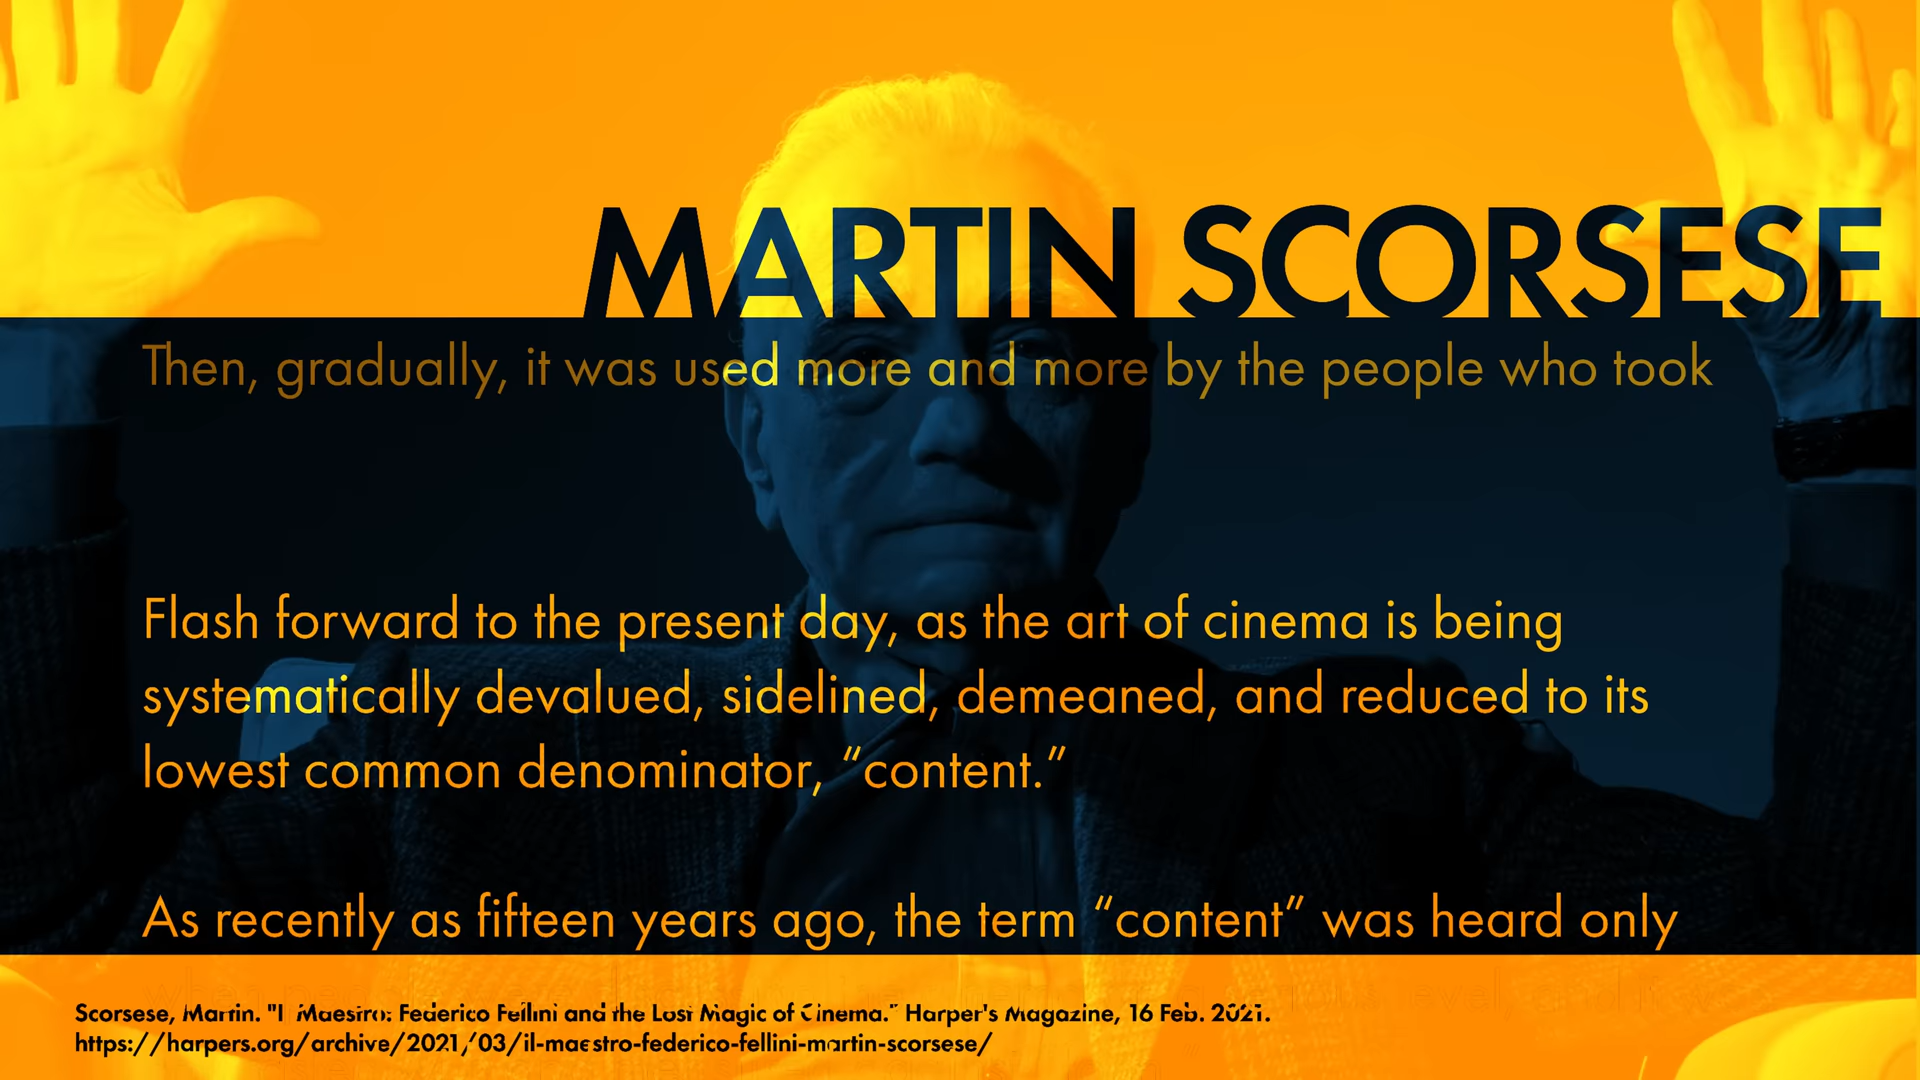 MARTIN SCORSESE
Then, gradually, it was used more and more by the people who took
Flash forward to the present day, as the art of cinema is being
systematically devalued, sidelined, demeaned, and reduced to its
lowest common denominator, “content.”
As recently as fifteen years ago, the term “content” was heard only
Scorsese, Martin. "Il Maestro: Federico Fellini and the Lost Magic of Cinema." Harper's Magazine, 16 Feb. 2021.
https://harpers.org/archive/2021/03/il-maestro-federico-fellini-martin-scorsese/